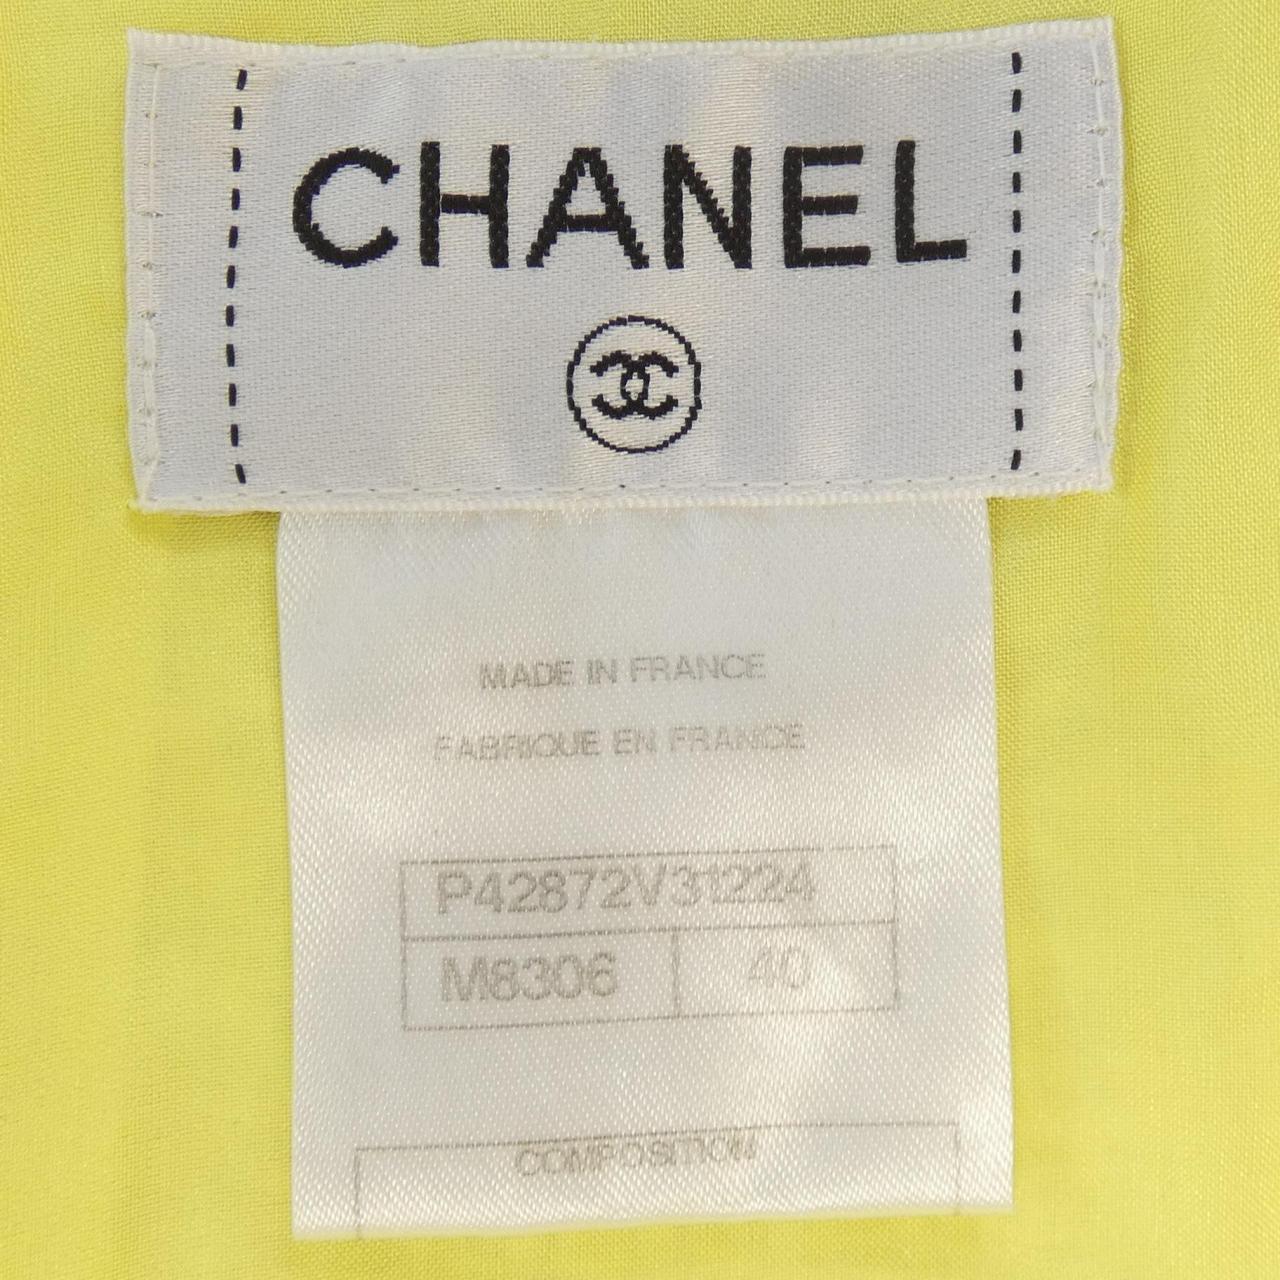 CHANEL
MADE IN FRANCE
FABRIQUE EN FRANCE
P42872V31224
M8306 40
COMPOSITION